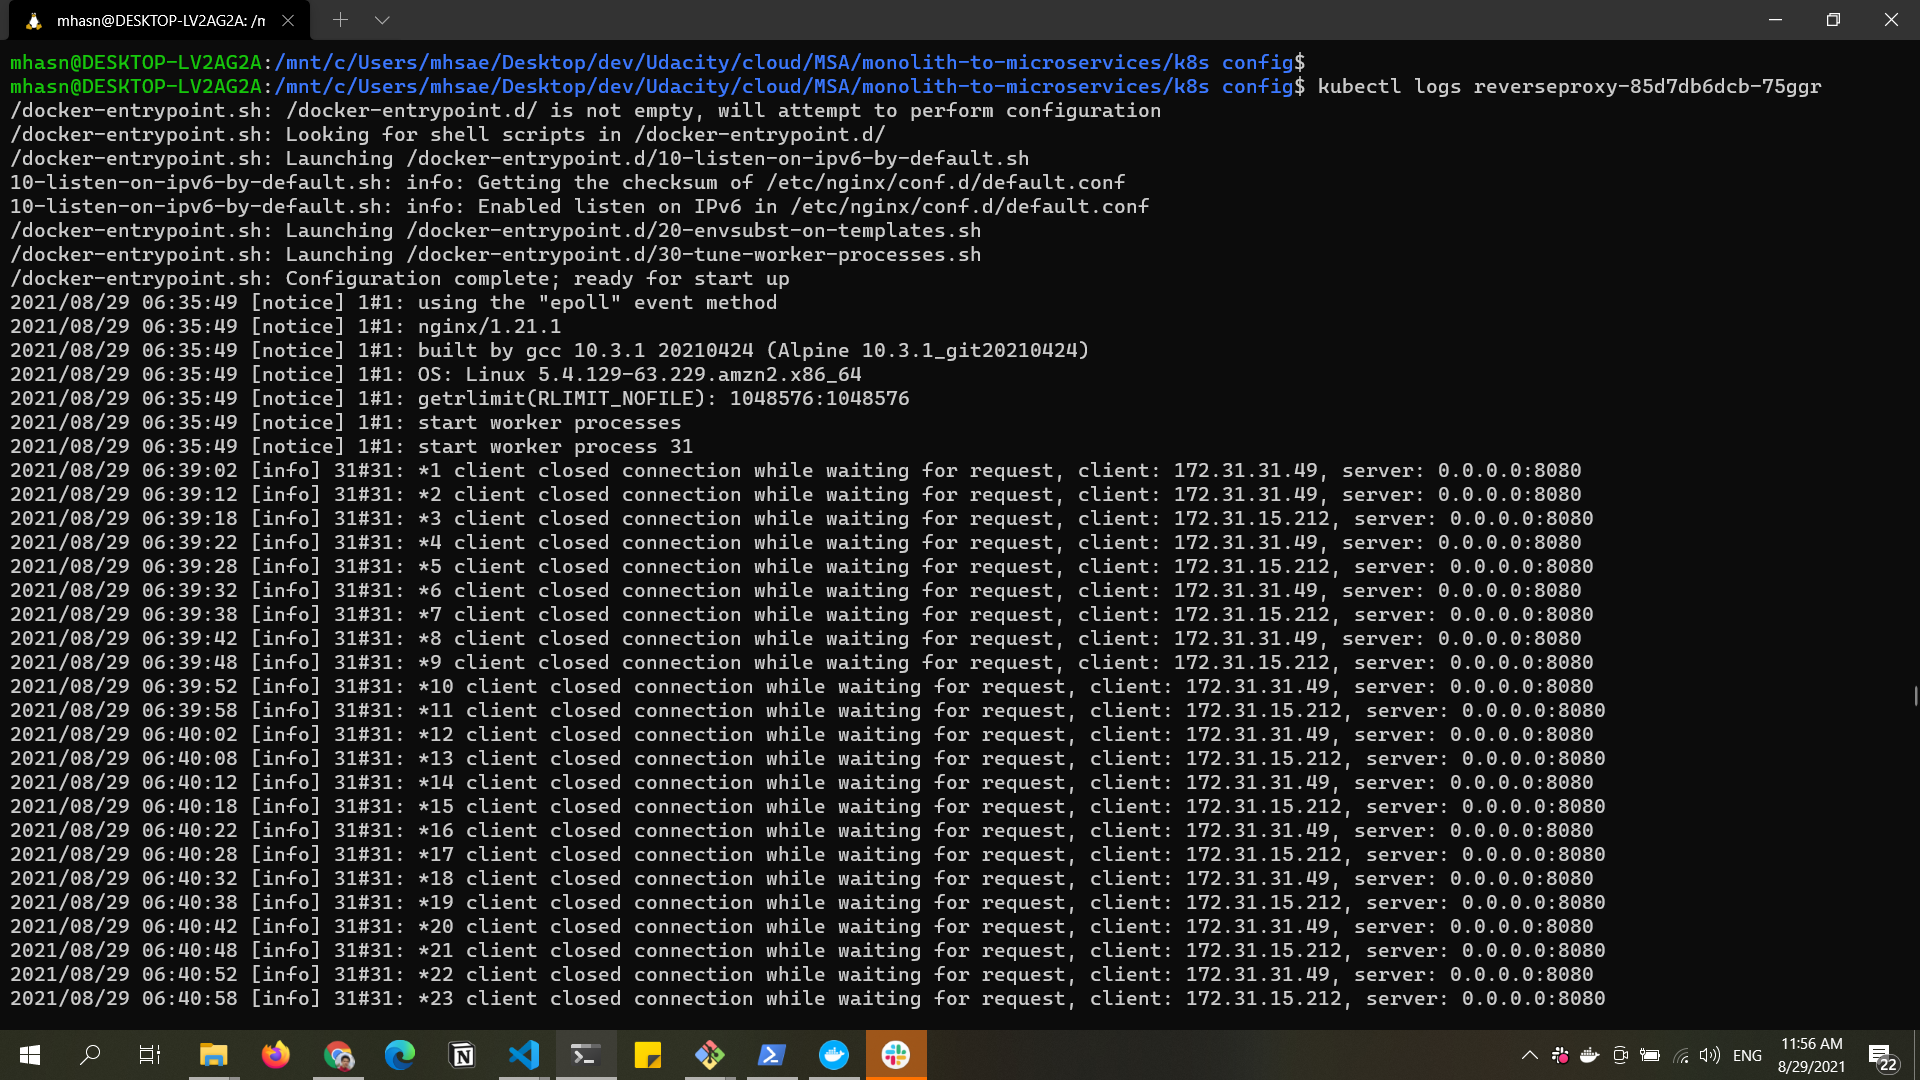 mhasn@DESKTOP-LV2AG2A: /m
mhasn@DESKTOP-LV2AG2A:/mnt/c/Users/mhsae/Desktop/dev/Udacity/cloud/MSA/monolith-to-microservices/k8s config$
mhasn@DESKTOP-LV2AG2A:/mnt/c/Users/mhsae/Desktop/dev/Udacity/cloud/MSA/monolith-to-microservices/k8s config$ kubectl logs reverseproxy-85d7db6dcb-75ggr
/docker-entrypoint.sh: /docker-entrypoint.d/ is not empty, will attempt to perform configuration
/docker-entrypoint.sh: Looking for shell scripts in /docker-entrypoint.d/
/docker-entrypoint.sh: Launching /docker-entrypoint.d/10-listen-on-ipv6-by-default.sh
10-listen-on-ipv6-by-default.sh: info: Getting the checksum of /etc/nginx/conf.d/default.conf
10-listen-on-ipv6-by-default.sh: info: Enabled listen on IPv6 in /etc/nginx/conf.d/default.conf
/docker-entrypoint.sh: Launching /docker-entrypoint.d/20-envsubst-on-templates.sh
/docker-entrypoint.sh: Launching /docker-entrypoint.d/30-tune-worker-processes.sh
/docker-entrypoint.sh: Configuration complete; ready for start up
2021/08/29 06:35:49 [notice] 1#1: using the "epoll" event method
2021/08/29 06:35:49 [notice] 1#1: nginx/1.21.1
2021/08/29 06:35:49 [notice] 1#1: built by gcc 10.3.1 20210424 (Alpine 10.3.1_git20210424)
2021/08/29 06:35:49 [notice] 1#1: OS: Linux 5.4.129-63.229.amzn2.x86_64
2021/08/29 06:35:49 [notice] 1#1: getrlimit(RLIMIT_NOFILE): 1048576:1048576
2021/08/29 06:35:49 [notice] 1#1: start worker processes
2021/08/29 06:35:49 [notice] 1#1: start worker process 31
2021/08/29 06:39:02 [info] 31#31: *1 client closed connection while waiting for request, client: 172.31.31.49, server: 0.0.0.0:8080
2021/08/29 06:39:12 [info] 31#31: *2 client closed connection while waiting for request, client: 172.31.31.49, server: 0.0.0.0:8080
2021/08/29 06:39:18 [info] 31#31: *3 client closed connection while waiting for request, client: 172.31.15.212, server: 0.0.0.0:8080
2021/08/29 06:39:22 [info] 31#31: *4 client closed connection while waiting for request, client: 172.31.31.49, server: 0.0.0.0:8080
2021/08/29 06:39:28 [info] 31#31: *5 client closed connection while waiting for request, client: 172.31.15.212, server: 0.0.0.0:8080
2021/08/29 06:39:32 [info] 31#31: *6 client closed connection while waiting for request, client: 172.31.31.49, server: 0.0.0.0:8080
2021/08/29 06:39:38 [info] 31#31: *7 client closed connection while waiting for request, client: 172.31.15.212, server: 0.0.0.0:8080
2021/08/29 06:39:42 [info] 31#31: *8 client closed connection while waiting for request, client: 172.31.31.49, server: 0.0.0.0:8080
2021/08/29 06:39:48 [info] 31#31: *9 client closed connection while waiting for request, client: 172.31.15.212, server: 0.0.0.0:8080
2021/08/29 06:39:52 [info] 31#31: *10 client closed connection while waiting for request, client: 172.31.31.49, server: 0.0.0.0:8080
2021/08/29 06:39:58 [info] 31#31: *11 client closed connection while waiting for request, client: 172.31.15.212, server: 0.0.0.0:8080
2021/08/29 06:40:02 [info] 31#31: *12 client closed connection while waiting for request, client: 172.31.31.49, server: 0.0.0.0:8080
2021/08/29 06:40:08 [info] 31#31: *13 client closed connection while waiting for request, client: 172.31.15.212, server: 0.0.0.0:8080
2021/08/29 06:40:12 [info] 31#31: *14 client closed connection while waiting for request, client: 172.31.31.49, server: 0.0.0.0:8080
2021/08/29 06:40:18 [info] 31#31: *15 client closed connection while waiting for request, client: 172.31.15.212, server: 0.0.0.0:8080
2021/08/29 06:40:22 [info] 31#31: *16 client closed connection while waiting for request, client: 172.31.31.49, server: 0.0.0.0:8080
2021/08/29 06:40:28 [info] 31#31: *17 client closed connection while waiting for request, client: 172.31.15.212, server: 0.0.0.0:8080
2021/08/29 06:40:32 [info] 31#31: *18 client closed connection while waiting for request, client: 172.31.31.49, server: 0.0.0.0:8080
2021/08/29 06:40:38 [info] 31#31: *19 client closed connection while waiting for request, client: 172.31.15.212, server: 0.0.0.0:8080
2021/08/29 06:40:42 [info] 31#31: *20 client closed connection while waiting for request, client: 172.31.31.49, server: 0.0.0.0:8080
2021/08/29 06:40:48 [info] 31#31: *21 client closed connection while waiting for request, client: 172.31.15.212, server: 0.0.0.0:8080
2021/08/29 06:40:52 [info] 31#31: *22 client closed connection while waiting for request, client: 172.31.31.49, server: 0.0.0.0:8080
2021/08/29 06:40:58 [info] 31#31: *23 client closed connection while waiting for request, client: 172.31.15.212, server: 0.0.0.0:8080
ENG
11:56 AM
8/29/2021
22